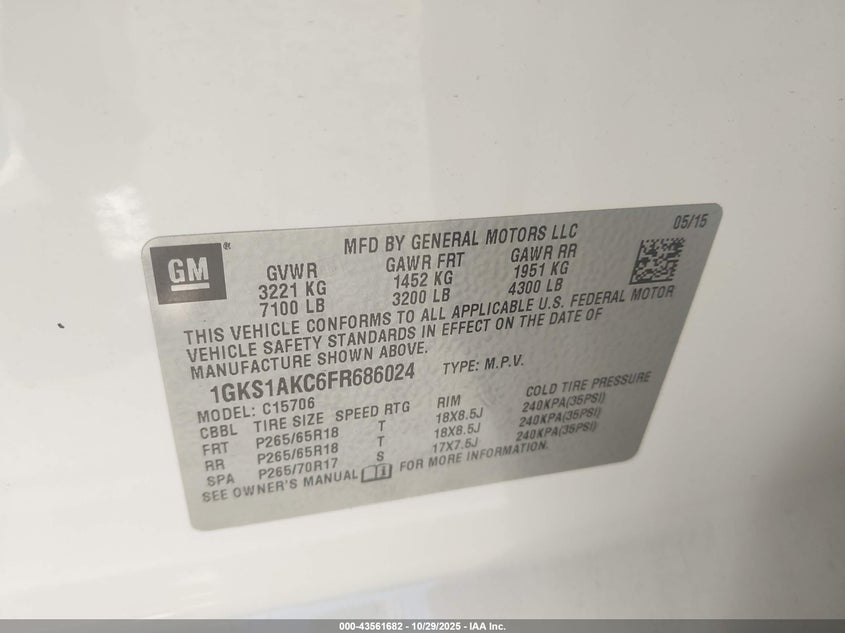 GM®
MFD BY GENERAL MOTORS LLC
05/15
GVWR GAWR FRT GAWR RR
3221 KG 1452 KG 1951 KG
7100 LB 3200 LB 4300 LB
THIS VEHICLE CONFORMS TO ALL APPLICABLE U.S. FEDERAL MOTOR
VEHICLE SAFETY STANDARDS IN EFFECT ON THE DATE OF
MANUFACTURE SHOWN ABOVE.
1GKS1AKC6FR686024 TYPE: M.P.V.
MODEL: C15706
CBBL TIRE SIZE SPEED RTG RIM COLD TIRE PRESSURE
FRT P265/65R18 T 18X8.5J 240KPA(35PSI)
RR P265/65R18 T 18X8.5J 240KPA(35PSI)
SPA P265/70R17 S 17X7.5J 240KPA(35PSI)
SEE OWNER'S MANUAL FOR MORE INFORMATION.
000-43561682 - 10/29/2025 - IAA Inc.